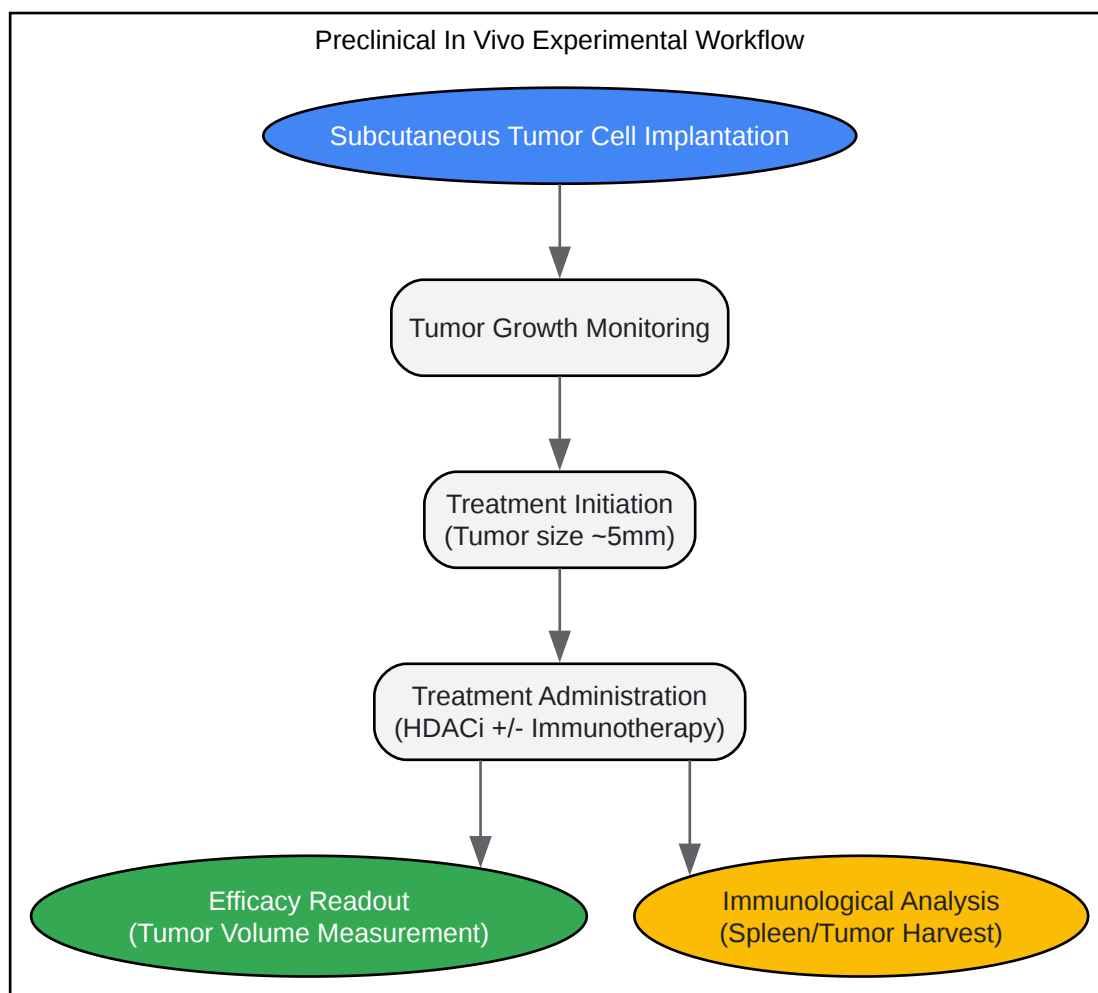 Preclinical In Vivo Experimental Workflow
Subcutaneous Tumor Cell Implantation
Tumor Growth Monitoring
Treatment Initiation
(Tumor size ~5mm)
Treatment Administration
(HDACi +/- Immunotherapy)
Efficacy Readout
(Tumor Volume Measurement)
Immunological Analysis
(Spleen/Tumor Harvest)